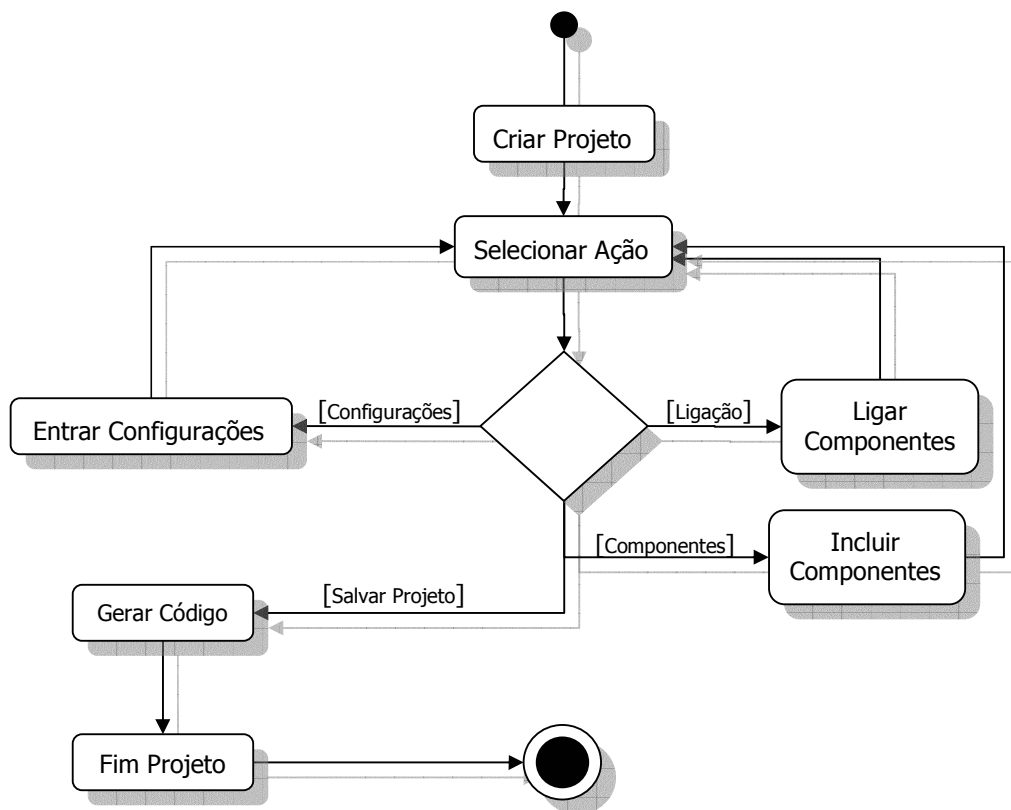 Criar Projeto
Selecionar Ação
[Configurações]
[Ligação]
Entrar Configurações
Ligar
Componentes
[Componentes]
Incluir
Componentes
[Salvar Projeto]
Gerar Código
Fim Projeto